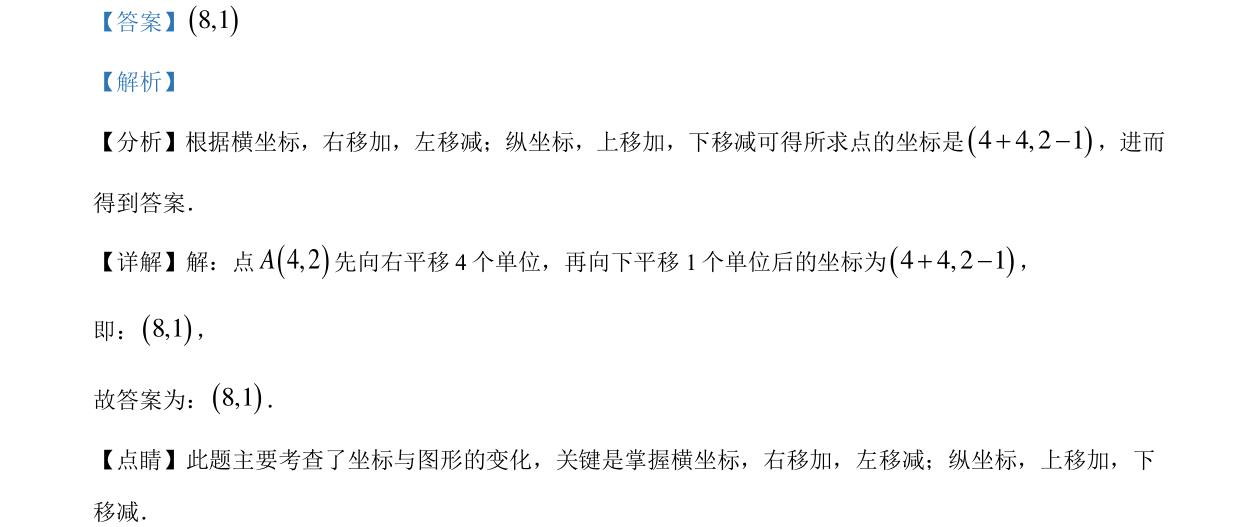 【答案】(8,1)
【解析】
【分析】根据横坐标，右移加，左移减；纵坐标，上移加，下移减可得所求点的坐标是(4+4,2−1)，进而
得到答案．
【详解】解：点 A(4,2)先向右平移 4 个单位，再向下平移 1 个单位后的坐标为(4+4,2−1)，
即：(8,1)，
故答案为：(8,1)．
【点睛】此题主要考查了坐标与图形的变化，关键是掌握横坐标，右移加，左移减；纵坐标，上移加，下
移减．